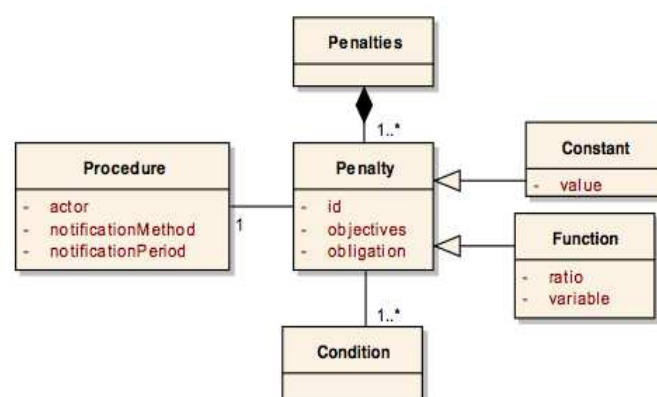 Penalties
1..*
Procedure
- actor
- notificationMethod
- notificationPeriod
1
Penalty
- id
- objectives
- obligation
Constant
- value
Function
- ratio
- variable
1..*
Condition